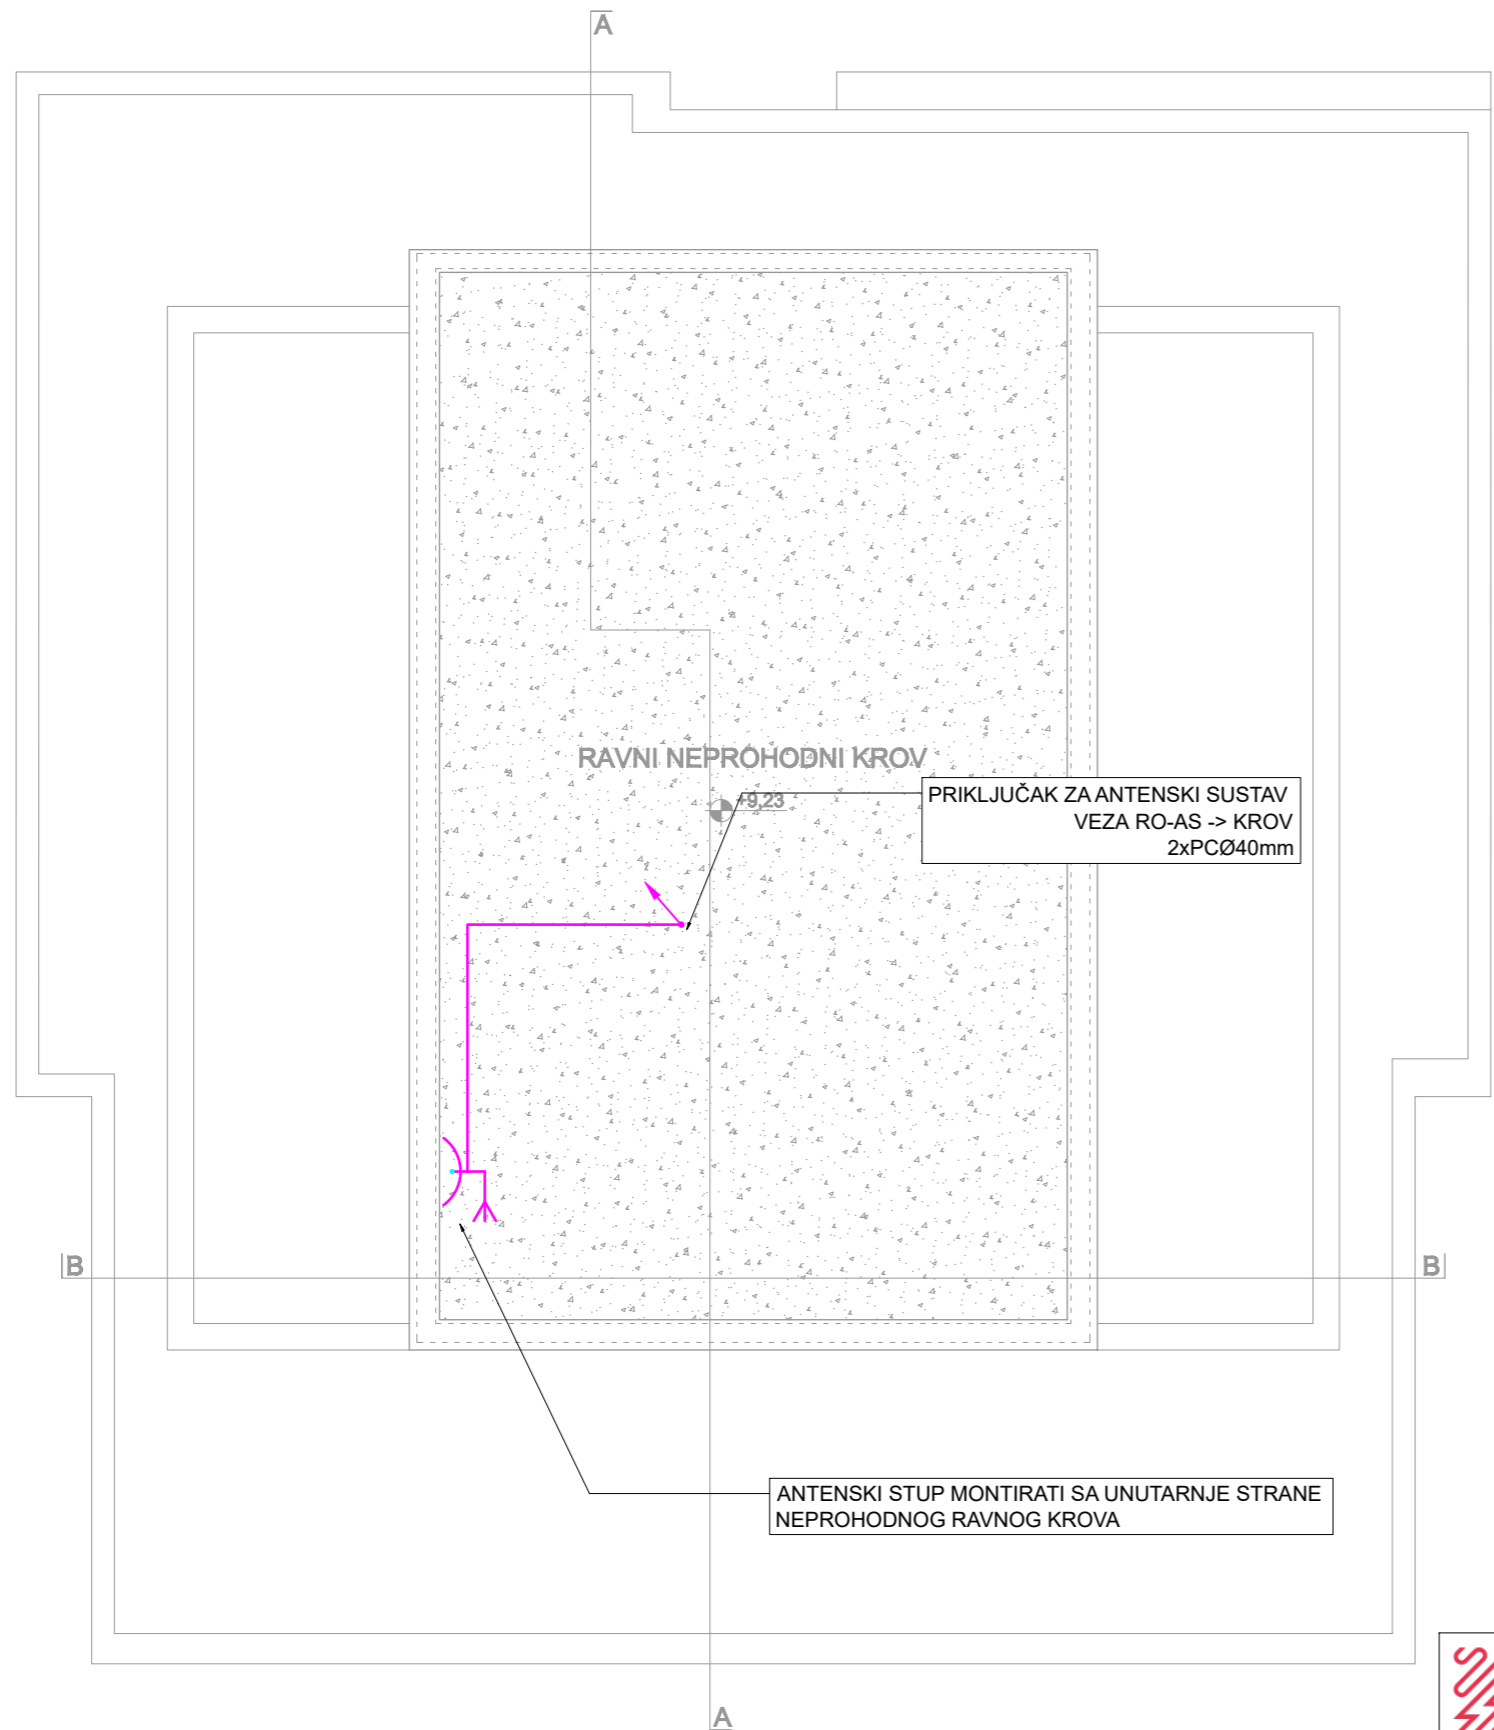 A
RAVNI NEPROHODNI KROV
+9,23
PRIKLJUČAK ZA ANTENSKI SUSTAV
VEZA RO-AS -> KROV
2xPCØ40mm
B
B
ANTENSKI STUP MONTIRATI SA UNUTARNJE STRANE
NEPROHODNOG RAVNOG KROVA
A